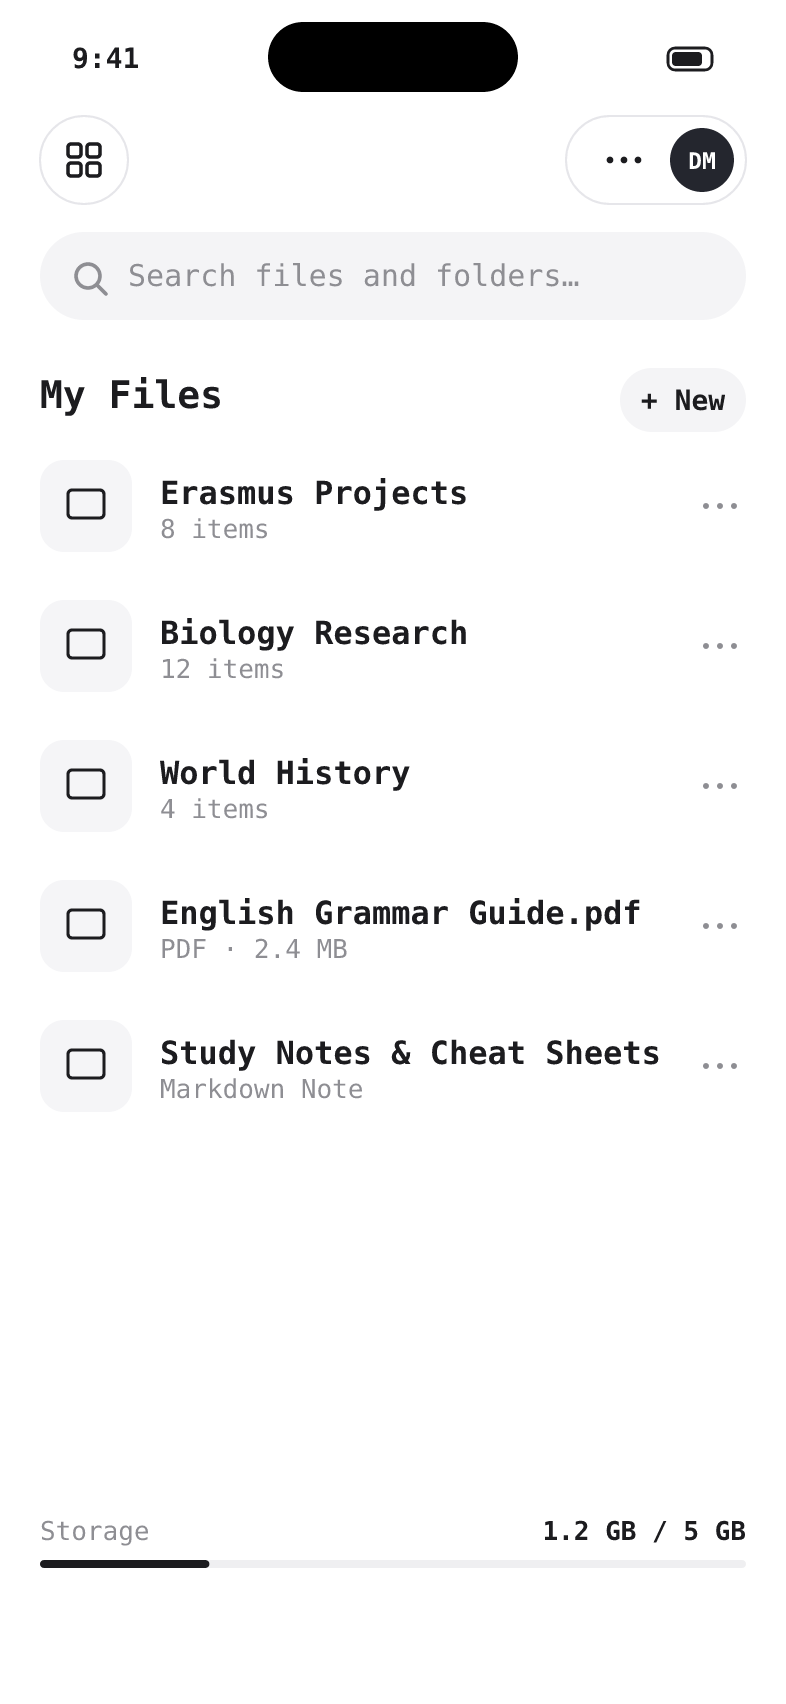 9:41
DM
Search files and folders…
My Files
+ New
Erasmus Projects
8 items
Biology Research
12 items
World History
4 items
English Grammar Guide.pdf
PDF · 2.4 MB
Study Notes & Cheat Sheets
Markdown Note
Storage
1.2 GB / 5 GB